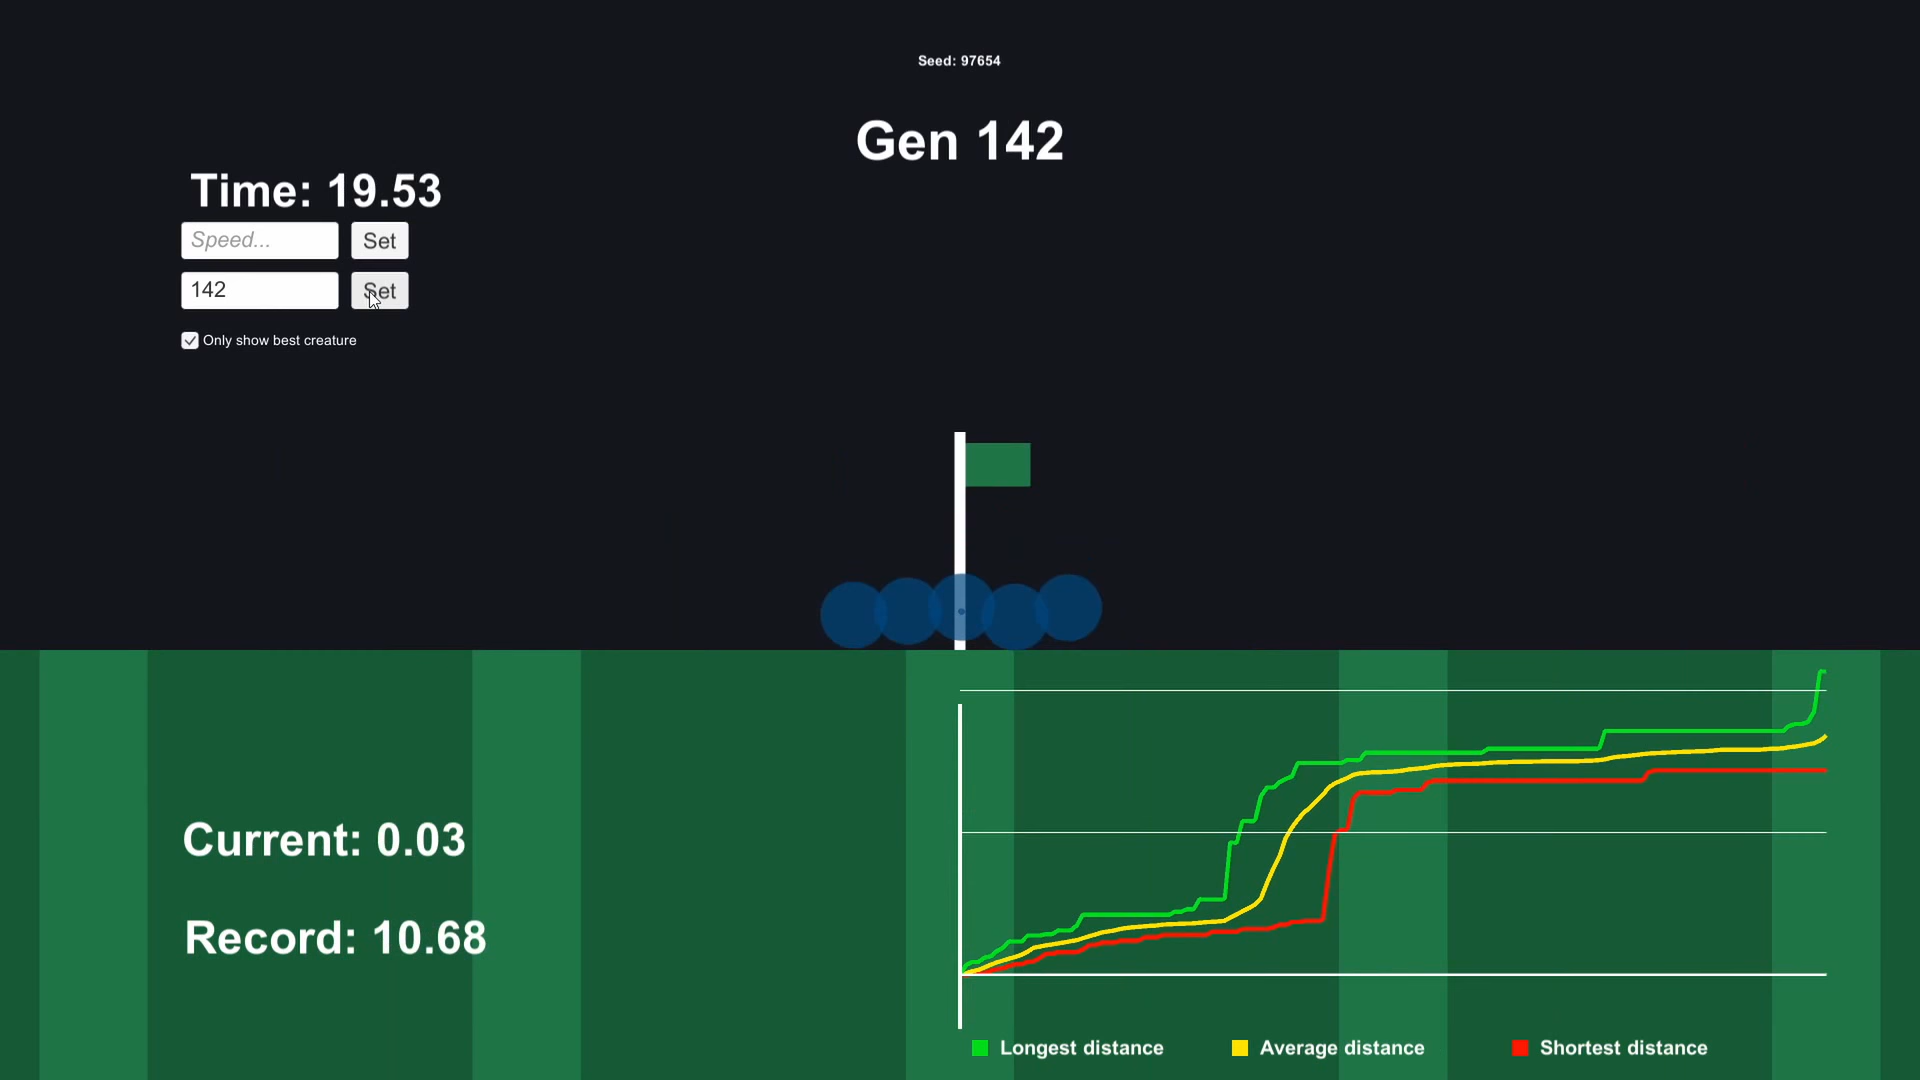 Seed: 97654
Gen 142
Time: 19.53
Speed...
Set
142
Set
Only show best creature
Current: 0.03
Record: 10.68
Longest distance
Average distance
Shortest distance